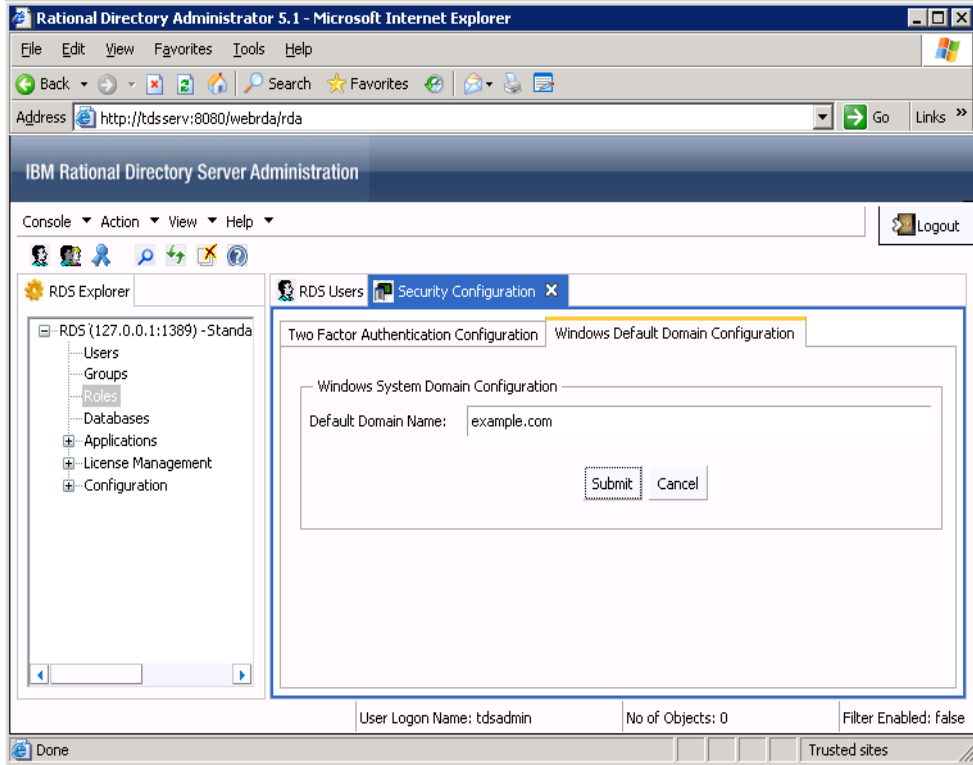 Rational Directory Administrator 5.1 - Microsoft Internet Explorer
File Edit View Favorites Tools Help
Back Search Favorites
Address http://tdsserv:8080/webrda/rda Go Links »
IBM Rational Directory Server Administration
Console Action View Help
Logout
RDS Explorer
RDS Users Security Configuration X
RDS (127.0.0.1:1389) -Standa
Users
Groups
Roles
Databases
Applications
License Management
Configuration
Two Factor Authentication Configuration Windows Default Domain Configuration
Windows System Domain Configuration
Default Domain Name: example.com
Submit Cancel
User Logon Name: tdsadmin No of Objects: 0 Filter Enabled: false
Done Trusted sites